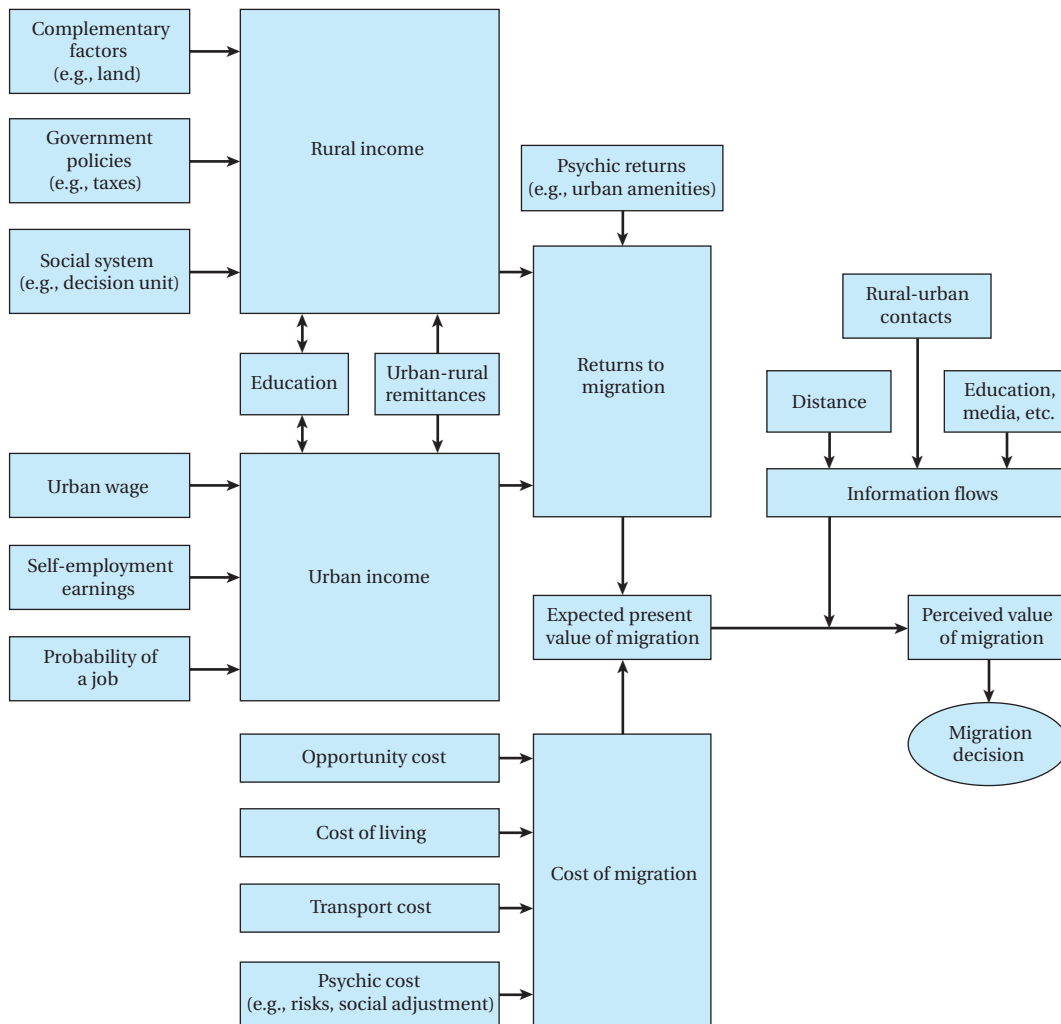 Complementary
factors
(e.g., land)
Government
policies
(e.g., taxes)
Social system
(e.g., decision unit)
Rural income
Psychic returns
(e.g., urban amenities)
Education
Urban-rural
remittances
Returns to
migration
Rural-urban
contacts
Distance
Education,
media, etc.
Information flows
Urban wage
Self-employment
earnings
Probability of
a job
Urban income
Expected present
value of migration
Perceived value
of migration
Migration
decision
Opportunity cost
Cost of living
Transport cost
Psychic cost
(e.g., risks, social adjustment)
Cost of migration